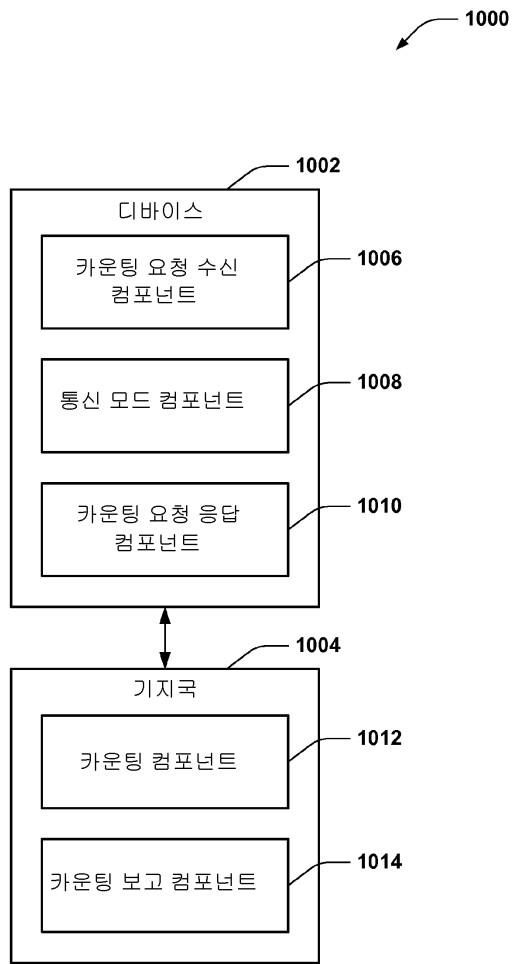 1000
1002
디바이스
카운팅 요청 수신
컴포넌트
1006
통신 모드 컴포넌트
1008
카운팅 요청 응답
컴포넌트
1010
1004
기지국
카운팅 컴포넌트
1012
카운팅 보고 컴포넌트
1014